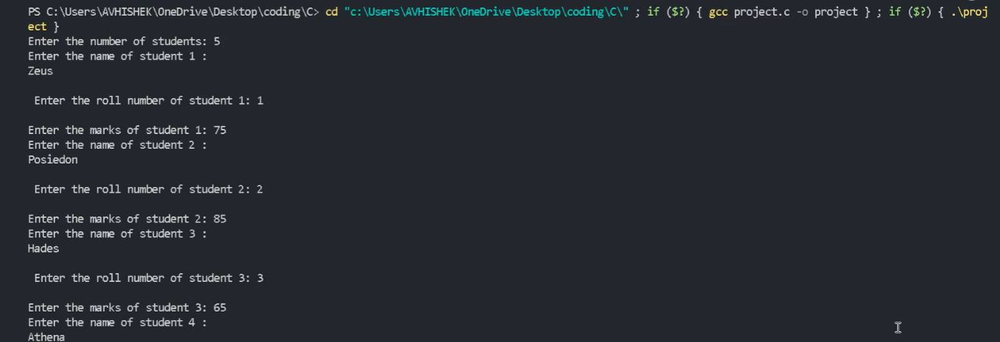 PS C:\Users\AVHISHEK\OneDrive\Desktop\coding\C> cd "c:\Users\AVHISHEK\OneDrive\Desktop\coding\C\" ; if ($?) { gcc project.c -o project } ; if ($?) { .\proj
ect }
Enter the number of students: 5
Enter the name of student 1 :
Zeus
Enter the roll number of student 1: 1
Enter the marks of student 1: 75
Enter the name of student 2 :
Posiedon
Enter the roll number of student 2: 2
Enter the marks of student 2: 85
Enter the name of student 3 :
Hades
Enter the roll number of student 3: 3
Enter the marks of student 3: 65
Enter the name of student 4 :
Athena